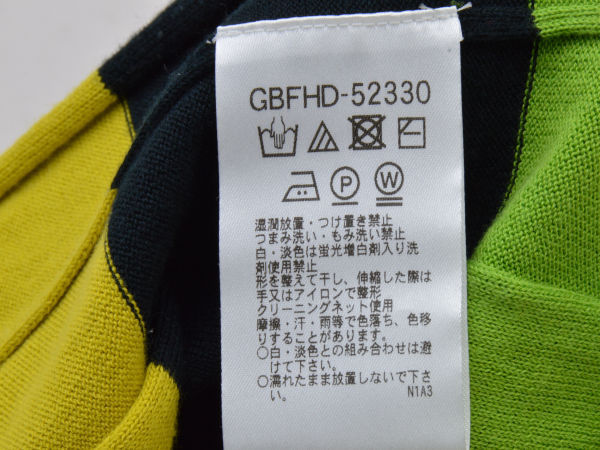 GBFHD-52330
P W
湿潤放置・つけ置き禁止
つまみ洗い・もみ洗い禁止
白・淡色は蛍光増白剤入り洗
剤使用禁止
形を整えて干し、伸縮した際は
手又はアイロンで整形
クリーニングネット使用
摩擦・汗・雨等で色落ち、色移
りすることがあります。
○白・淡色との組み合わせは避
けて下さい。
○濡れたまま放置しないで下さ
い。 N1A3